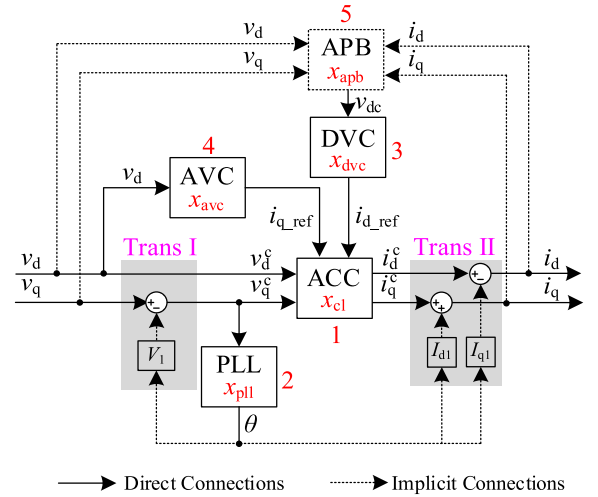 5
v_d
i_d
APB
v_q
i_q
x_apb
v_dc
4
DVC
3
v_d
AVC
x_dvc
x_avc
i_q_ref
i_d_ref
Trans I
Trans II
v_d
v_d^c
ACC
i_d^c
i_d
v_q
v_q^c
x_cl
i_q^c
i_q
+ -
+ -
+ +
1
V_1
PLL
2
I_d1
I_q1
x_pll
θ
Direct Connections
Implicit Connections